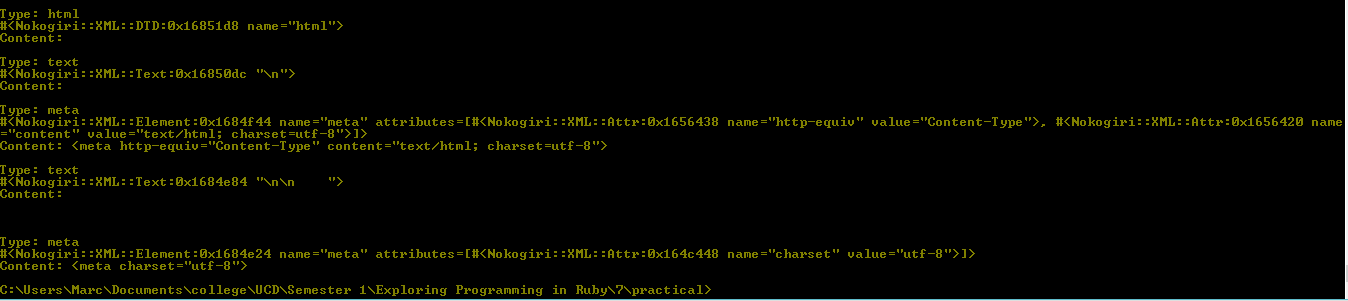 Type: html
#<Nokogiri::XML::DTD:0x16851d8 name="html">
Content:
Type: text
#<Nokogiri::XML::Text:0x16850dc "\n">
Content:
Type: meta
#<Nokogiri::XML::Element:0x1684f44 name="meta" attributes=[#<Nokogiri::XML::Attr:0x1656438 name="http-equiv" value="Content-Type">, #<Nokogiri::XML::Attr:0x1656420 name
="content" value="text/html; charset=utf-8">]>
Content: <meta http-equiv="Content-Type" content="text/html; charset=utf-8">
Type: text
#<Nokogiri::XML::Text:0x1684e84 "\n\n    ">
Content:
Type: meta
#<Nokogiri::XML::Element:0x1684e24 name="meta" attributes=[#<Nokogiri::XML::Attr:0x164c448 name="charset" value="utf-8">]>
Content: <meta charset="utf-8">
C:\Users\Marc\Documents\college\UCD\Semester 1\Exploring Programming in Ruby\7\practical>